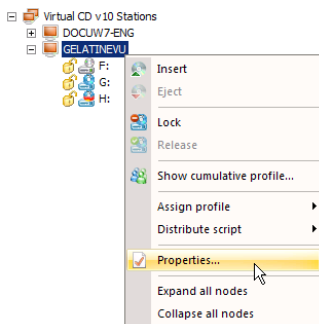 Virtual CD v10 Stations
DOCUW7-ENG
GELATINEVU
F:
G:
H:
Insert
Eject
Lock
Release
Show cumulative profile...
Assign profile
Distribute script
Properties...
Expand all nodes
Collapse all nodes